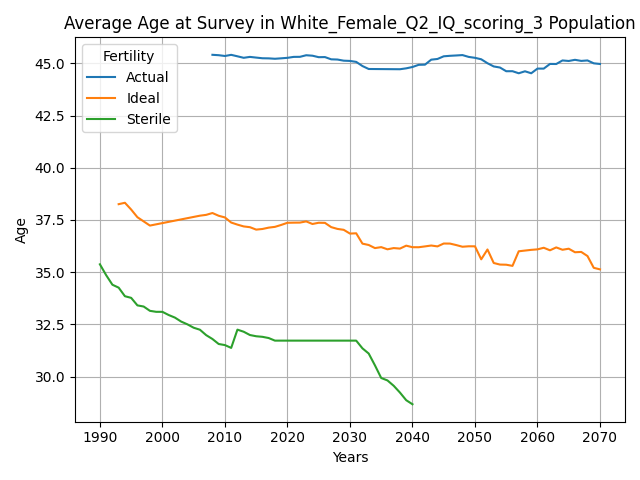 Average Age at Survey in White_Female_Q2_IQ_scoring_3 Population
Fertility
Actual
Ideal
Sterile
Age
45.0
42.5
40.0
37.5
35.0
32.5
30.0
1990 2000 2010 2020 2030 2040 2050 2060 2070
Years